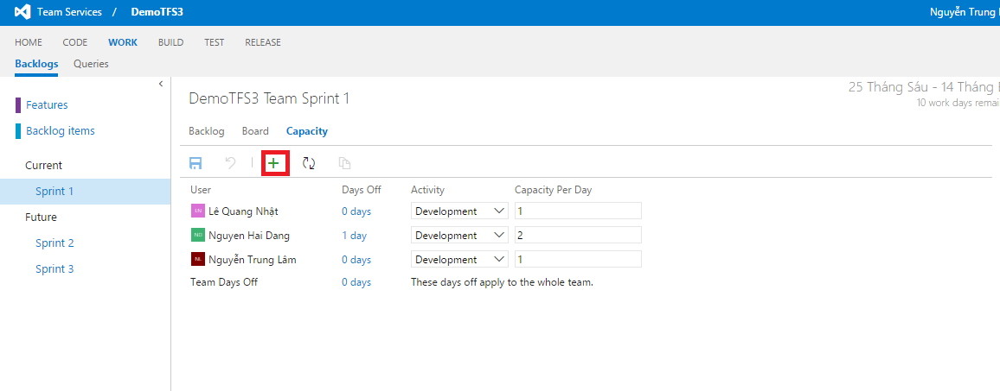 Team Services / DemoTFS3 Nguyễn Trung
HOME CODE WORK BUILD TEST RELEASE
Backlogs Queries
Features
Backlog items
Current
Sprint 1
Future
Sprint 2
Sprint 3
DemoTFS3 Team Sprint 1
25 Tháng Sáu - 14 Tháng
10 work days remai
Backlog Board Capacity
User Days Off Activity Capacity Per Day
LN Lê Quang Nhật 0 days Development 1
ND Nguyen Hai Dang 1 day Development 2
NL Nguyễn Trung Lâm 0 days Development 1
Team Days Off 0 days These days off apply to the whole team.